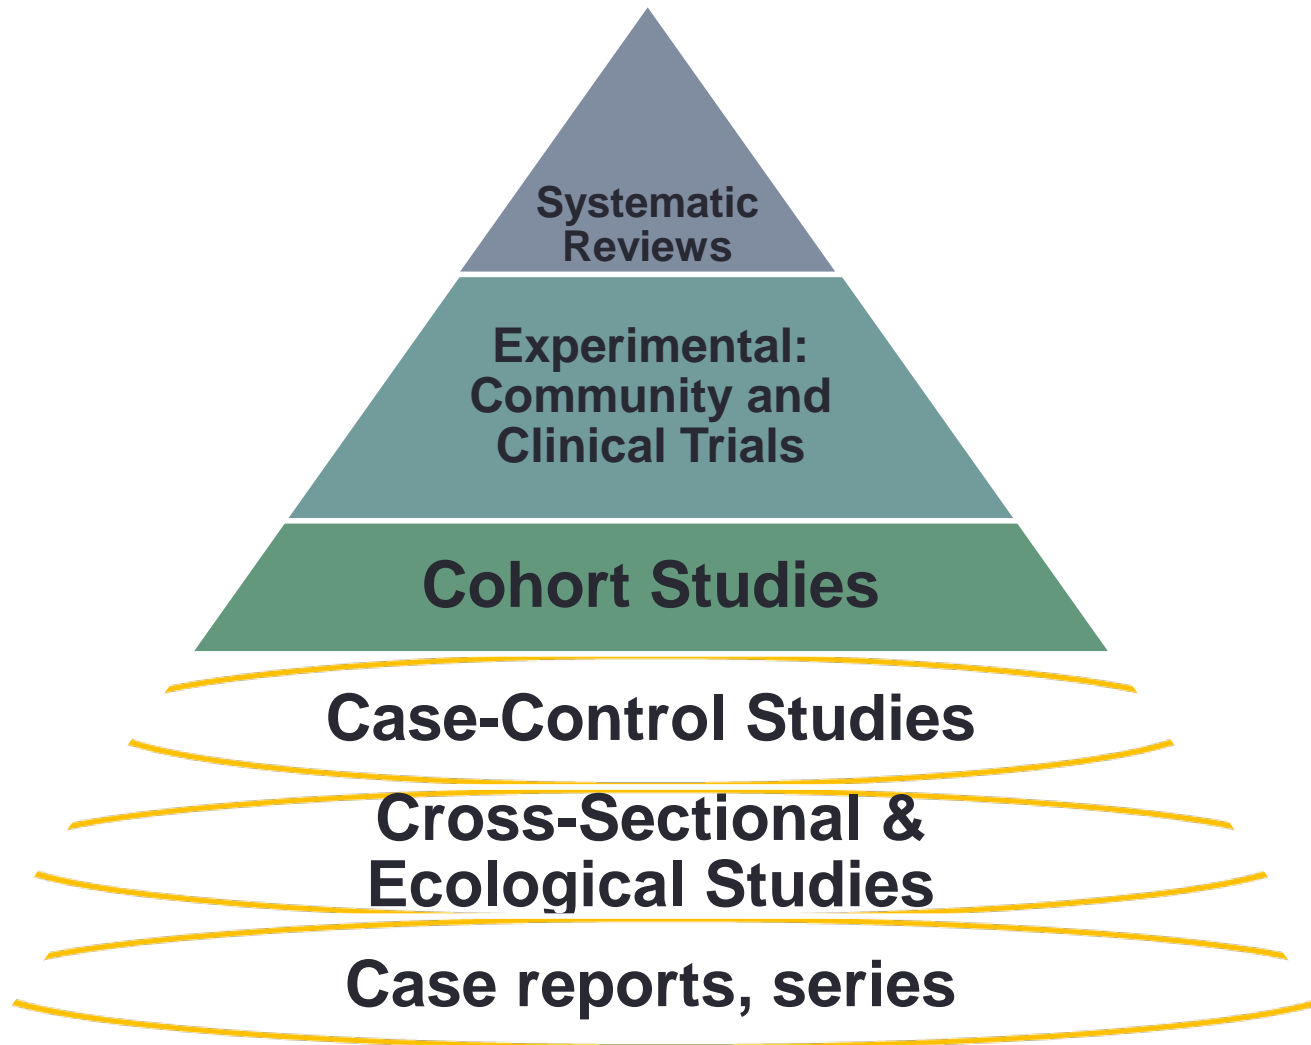 Systematic
Reviews
Experimental:
Community and
Clinical Trials
Cohort Studies
Case-Control Studies
Cross-Sectional &
Ecological Studies
Case reports, series